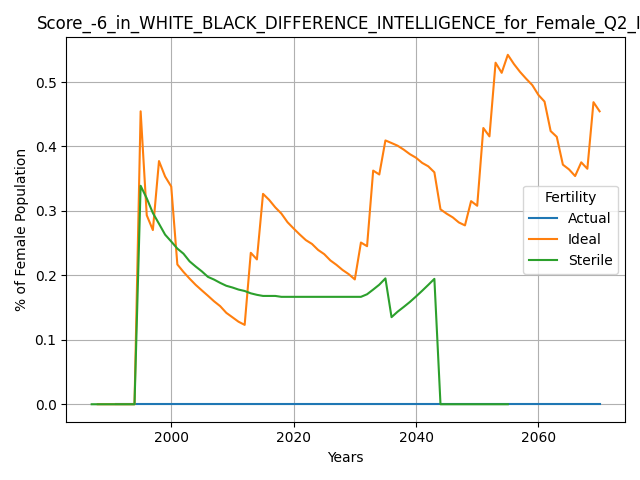 Score_-6_in_WHITE_BLACK_DIFFERENCE_INTELLIGENCE_for_Female_Q2_I
% of Female Population
0.5
0.4
0.3
0.2
0.1
0.0
Fertility
Actual
Ideal
Sterile
2000 2020 2040 2060
Years